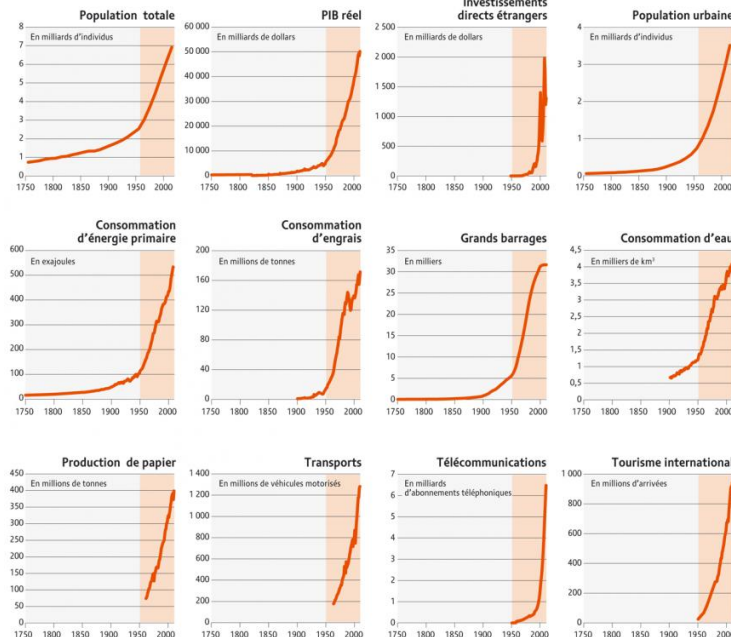 Population totale
En milliards d'individus
8
7
6
5
4
3
2
1
0
1750 1800 1850 1900 1950 2000
PIB réel
En milliards de dollars
60 000
50 000
40 000
30 000
20 000
10 000
0
1750 1800 1850 1900 1950 2000
Investissements
directs étrangers
En milliards de dollars
2 500
2 000
1 500
1 000
500
0
1750 1800 1850 1900 1950 2000
Population urbaine
En milliards d'individus
4
3
2
1
0
1750 1800 1850 1900 1950 2000
Consommation
d'énergie primaire
En exajoules
600
500
400
300
200
100
0
1750 1800 1850 1900 1950 2000
Consommation
d'engrais
En millions de tonnes
200
160
120
80
40
0
1750 1800 1850 1900 1950 2000
Grands barrages
En milliers
35
30
25
20
15
10
5
0
1750 1800 1850 1900 1950 2000
Consommation d'eau
En milliers de km³
4,5
4
3,5
3
2,5
2
1,5
1
0,5
0
1750 1800 1850 1900 1950 2000
Production de papier
En millions de tonnes
450
400
350
300
250
200
150
100
50
0
1750 1800 1850 1900 1950 2000
Transports
En millions de véhicules motorisés
1 400
1 200
1 000
800
600
400
200
0
1750 1800 1850 1900 1950 2000
Télécommunications
En milliards
d'abonnements téléphoniques
7
6
5
4
3
2
1
0
1750 1800 1850 1900 1950 2000
Tourisme international
En millions d'arrivées
1 000
800
600
400
200
0
1750 1800 1850 1900 1950 2000